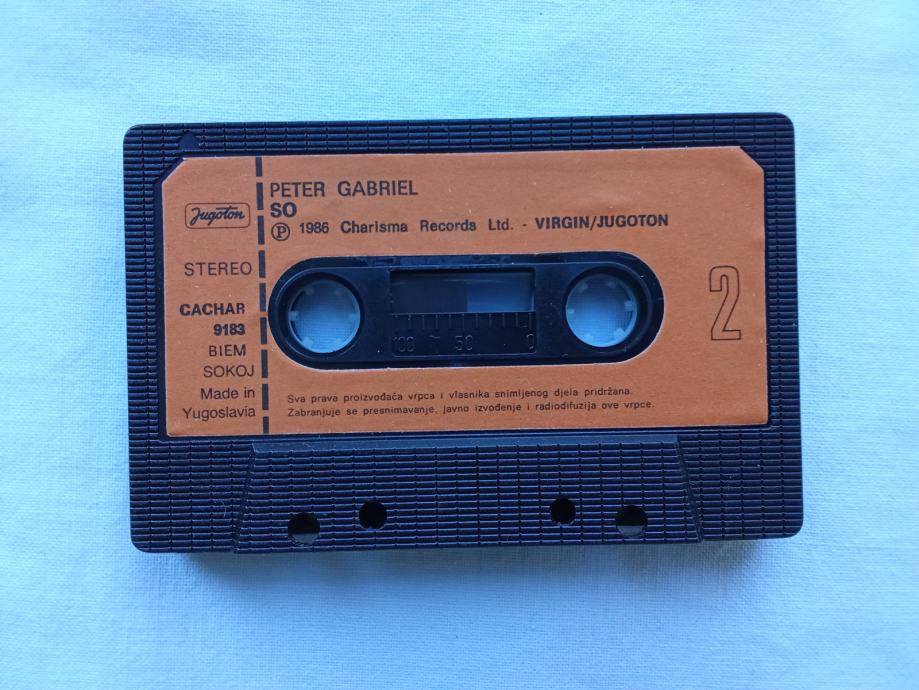 PETER GABRIEL
SO
Ⓟ 1986 Charisma Records Ltd. - VIRGIN/JUGOTON
Jugoton
STEREO
CACHAR
9183
BIEM
SOKOJ
Made in
Yugoslavia
100 50 0
2
Sva prava proizvođača vrpca i vlasnika snimljenog djela pridržana.
Zabranjuje se presnimavanje, javno izvođenje i radiodifuzija ove vrpce.